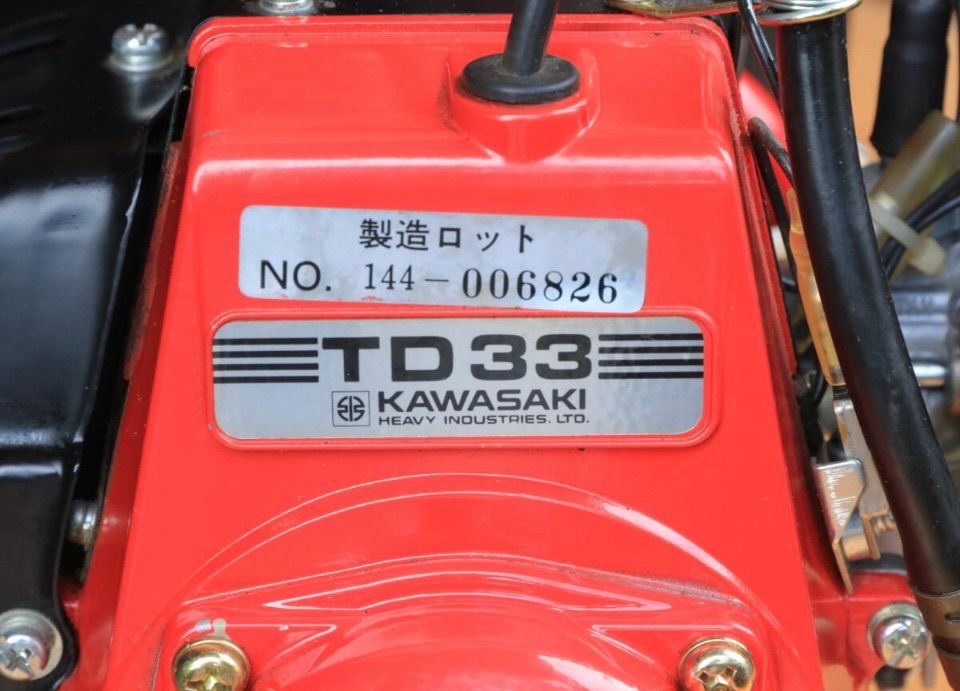 製造ロット
NO. 144-006826
TD33
KAWASAKI
HEAVY INDUSTRIES. LTD.